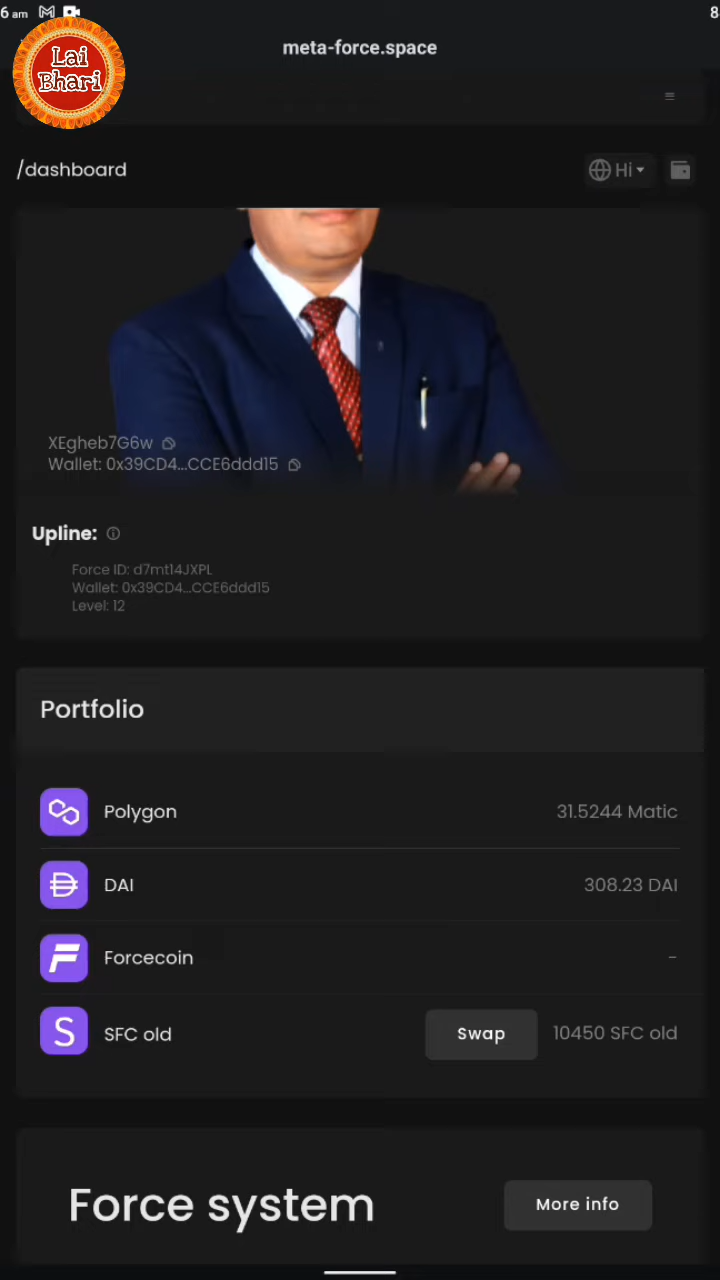 6 am
8
Lai
Bhari
meta-force.space
/dashboard
Hi
XEgheb7G6w
Wallet: 0x39CD4...CCE6ddd15
Upline:
Force ID: d7mt14JXPL
Wallet: 0x39CD4...CCE6ddd15
Level: 12
Portfolio
Polygon 31.5244 Matic
DAI 308.23 DAI
Forcecoin -
SFC old Swap 10450 SFC old
Force system More info